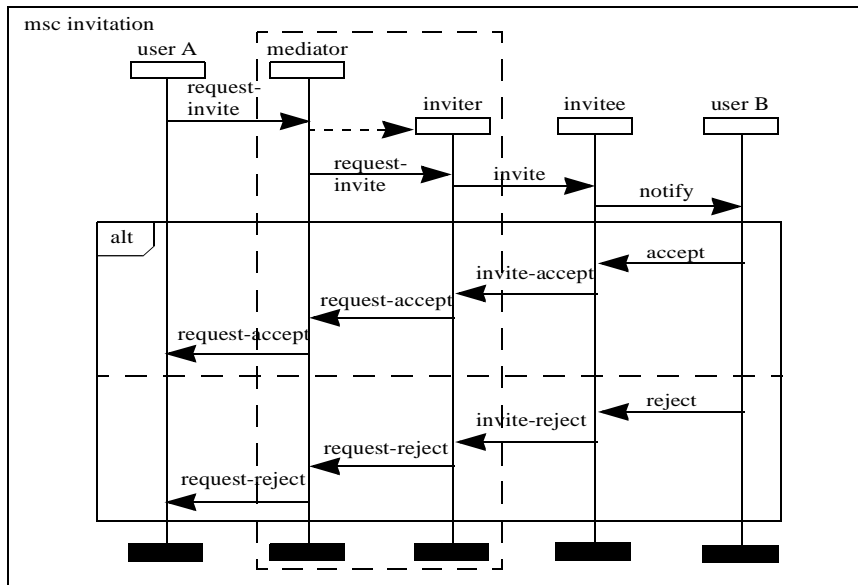 msc invitation
user A
mediator
request-
invite
inviter
invitee
user B
request-
invite
invite
notify
alt
accept
invite-accept
request-accept
request-accept
reject
invite-reject
request-reject
request-reject